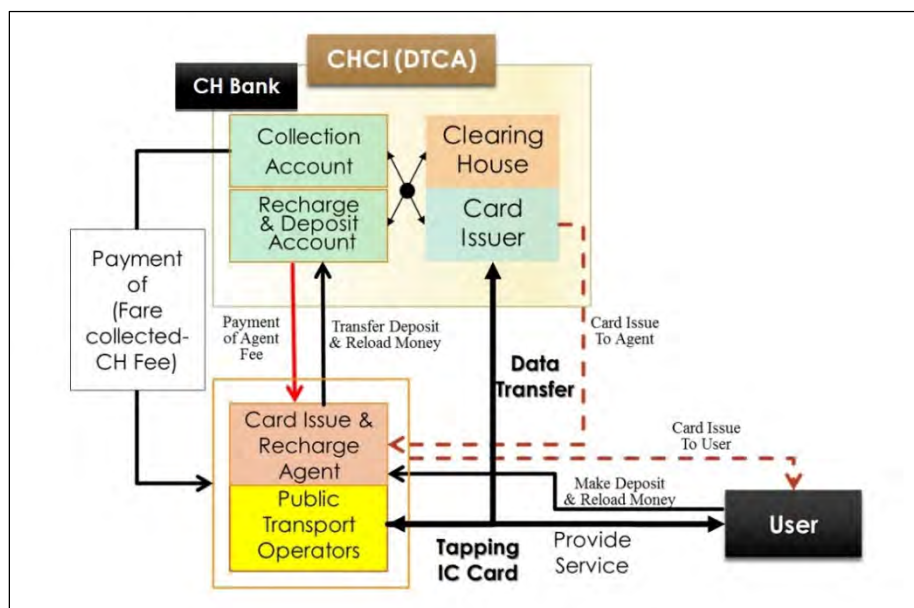 CHCI (DTCA)
CH Bank
Collection
Account
Clearing
House
Recharge
& Deposit
Account
Card
Issuer
Payment
of
(Fare
collected-
CH Fee)
Payment
of Agent
Fee
Transfer Deposit
& Reload Money
Card Issue
To Agent
Data
Transfer
Card Issue &
Recharge
Agent
Card Issue
To User
Make Deposit
& Reload Money
Public
Transport
Operators
User
Tapping
IC Card
Provide
Service